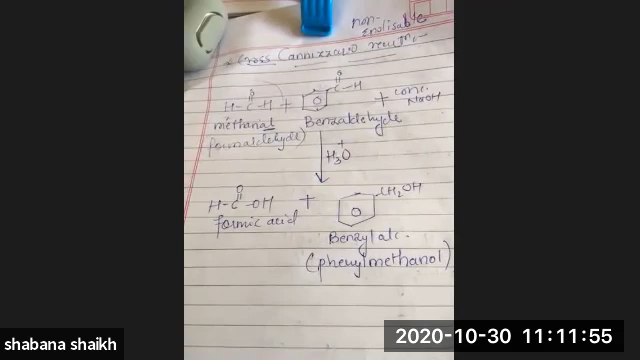 non-
enolisable
* Cross Cannizzaro reactn -
O
H-C-H + C-H + conc. NaOH
O
methanal Benzaldehyde
(formaldehyde)
H3O+
O
H-C-OH + CH2OH
formic acid
Benzyl alc.
(phenylmethanol)
shabana shaikh
2020-10-30 11:11:55